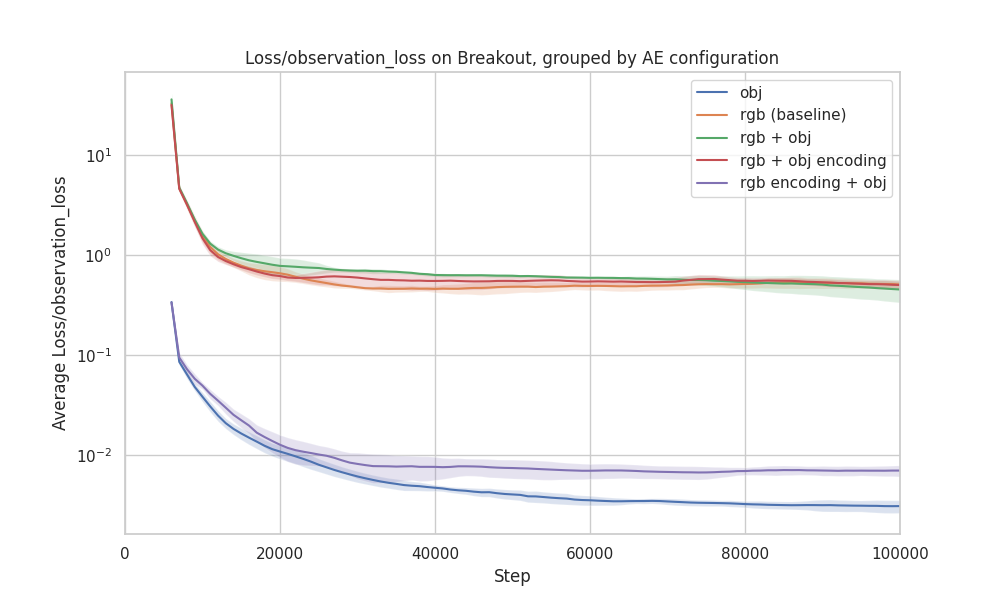 Loss/observation_loss on Breakout, grouped by AE configuration
Average Loss/observation_loss
10^1
10^0
10^-1
10^-2
obj
rgb (baseline)
rgb + obj
rgb + obj encoding
rgb encoding + obj
0 20000 40000 60000 80000 100000
Step